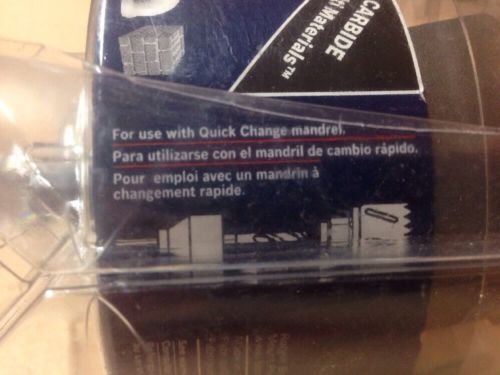 CARBIDE
Materials™
For use with Quick Change mandrel.
Para utilizarse con el mandril de cambio rápido.
Pour emploi avec un mandrin à
changement rapide.